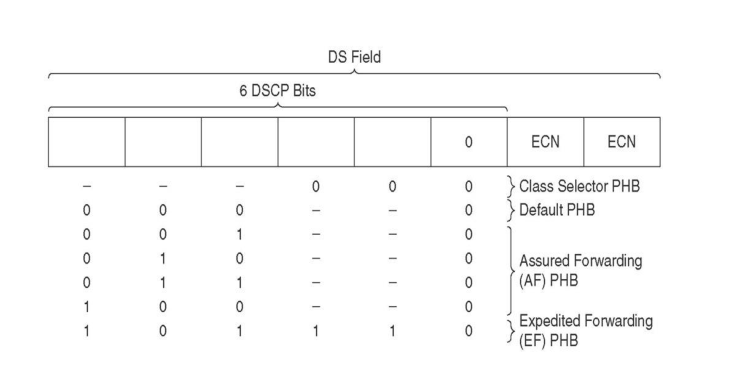 DS Field
6 DSCP Bits
0 ECN ECN
– – – 0 0 0 Class Selector PHB
0 0 0 – – 0 Default PHB
0 0 1 – – 0
0 1 0 – – 0 Assured Forwarding
0 1 1 – – 0 (AF) PHB
1 0 0 – – 0
1 0 1 1 1 0 Expedited Forwarding
(EF) PHB